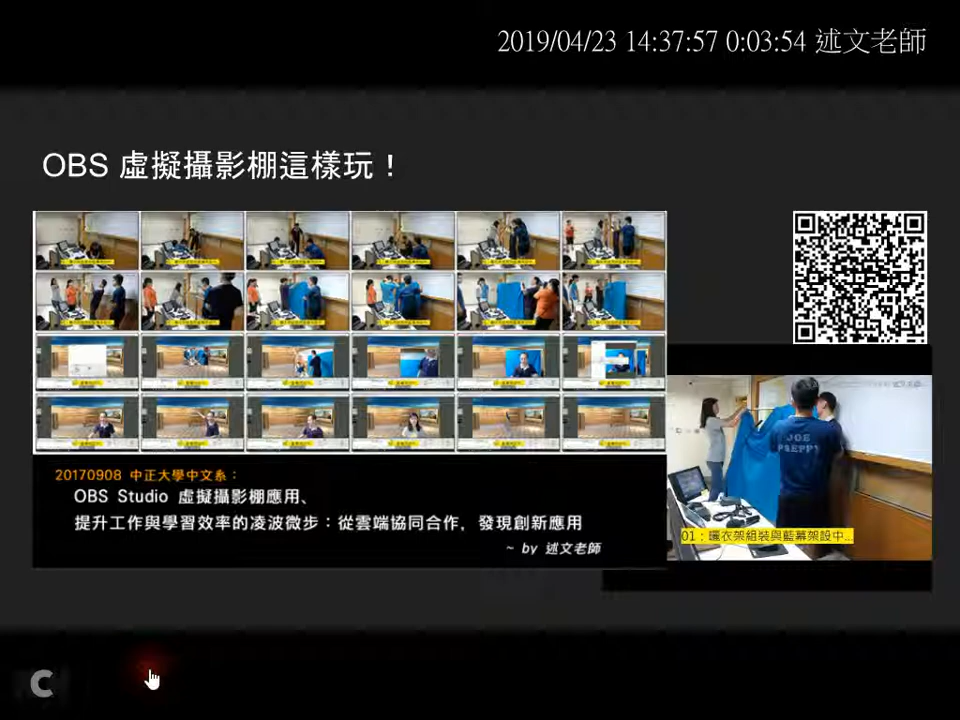 2019/04/23 14:37:57 0:03:54 述文老師
OBS 虛擬攝影棚這樣玩！
20170908 中正大學中文系：
OBS Studio 虛擬攝影棚應用、
提升工作與學習效率的凌波微步：從雲端協同合作，發現創新應用
~ by 述文老師
JOE
PREPPY
01：曬衣架組裝與藍幕架設中...
C